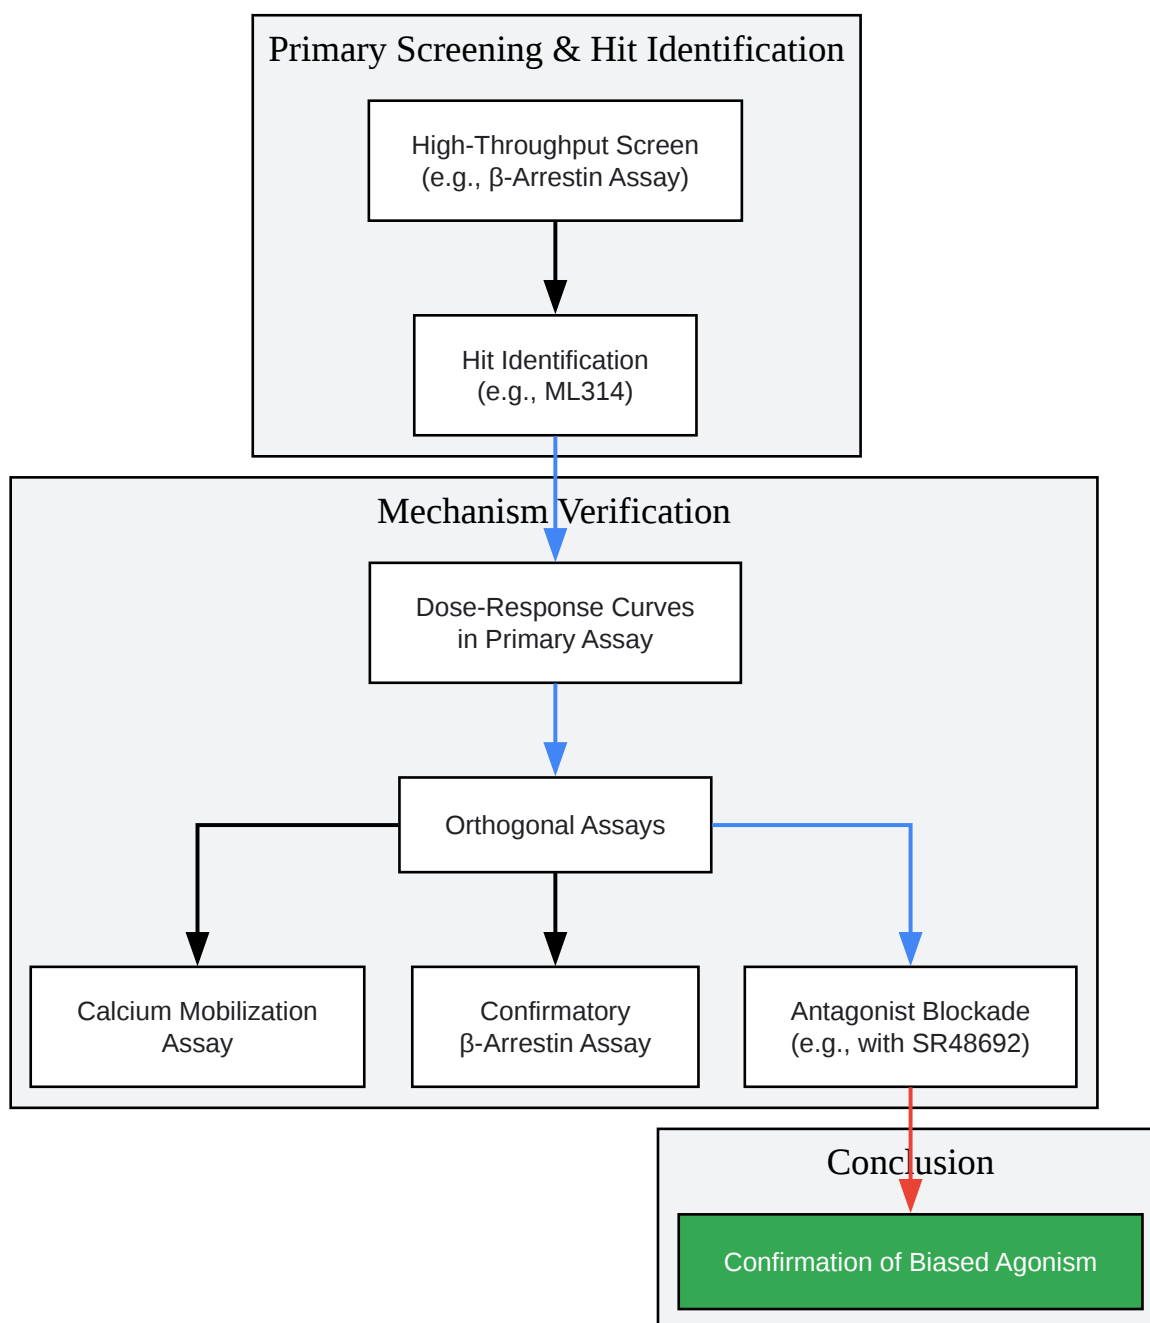 Primary Screening & Hit Identification
High-Throughput Screen
(e.g., β-Arrestin Assay)
Hit Identification
(e.g., ML314)
Mechanism Verification
Dose-Response Curves
in Primary Assay
Orthogonal Assays
Calcium Mobilization
Assay
Confirmatory
β-Arrestin Assay
Antagonist Blockade
(e.g., with SR48692)
Conclusion
Confirmation of Biased Agonism